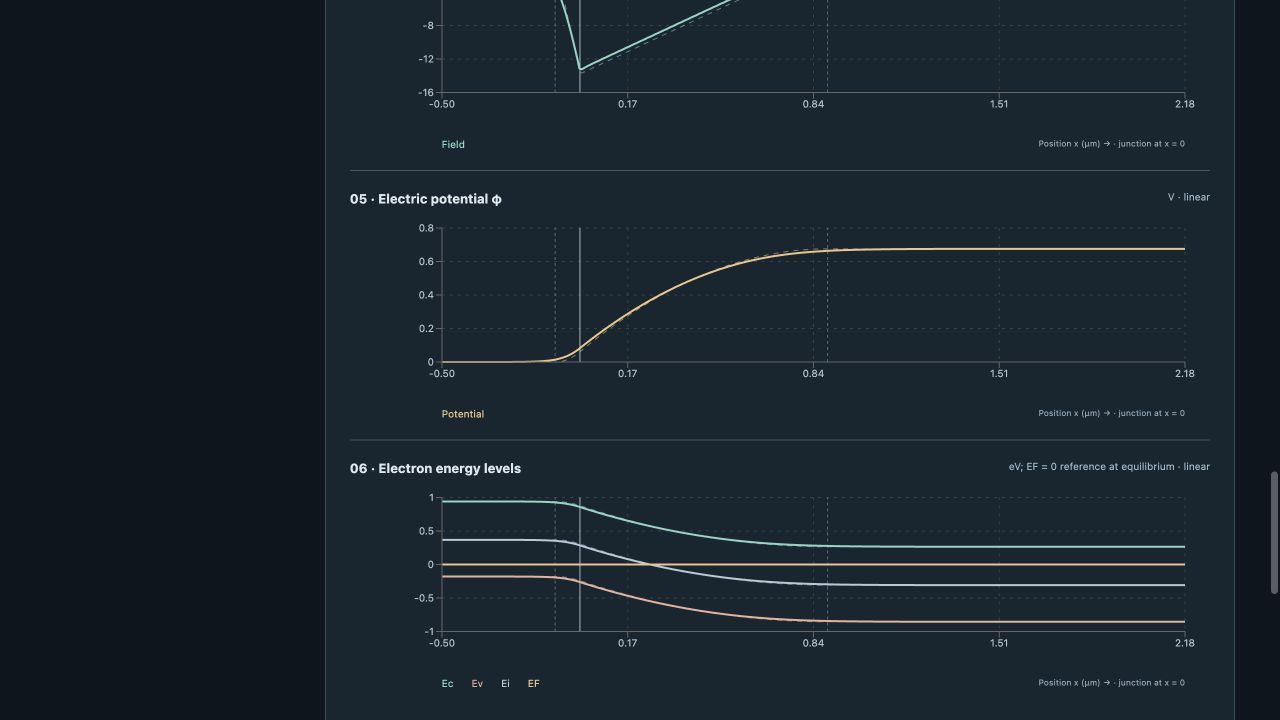 -8
-12
-16
-0.50 0.17 0.84 1.51 2.18
Field Position x (μm) → · junction at x = 0
05 · Electric potential ϕ V · linear
0.8
0.6
0.4
0.2
0
-0.50 0.17 0.84 1.51 2.18
Potential Position x (μm) → · junction at x = 0
06 · Electron energy levels eV; EF = 0 reference at equilibrium · linear
1
0.5
0
-0.5
-1
-0.50 0.17 0.84 1.51 2.18
Ec Ev Ei EF Position x (μm) → · junction at x = 0